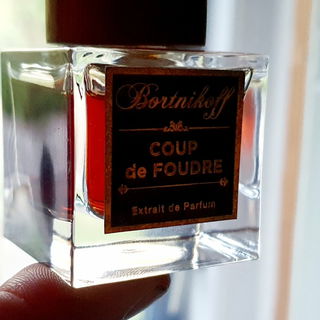 Bortnikoff
COUP
de FOUDRE
Extrait de Parfum